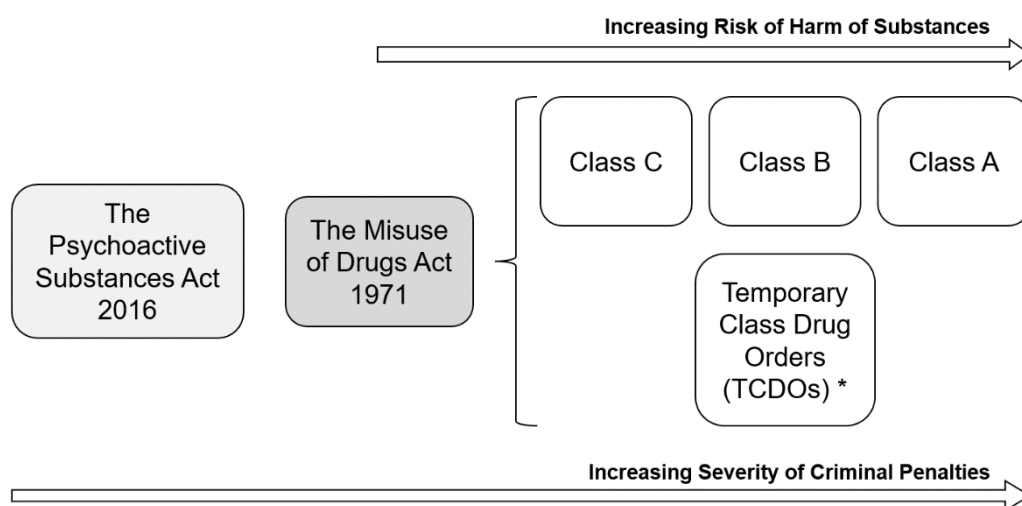 Increasing Risk of Harm of Substances
Class C
Class B
Class A
The
Psychoactive
Substances Act
2016
The Misuse
of Drugs Act
1971
Temporary
Class Drug
Orders
(TCDOs) *
Increasing Severity of Criminal Penalties